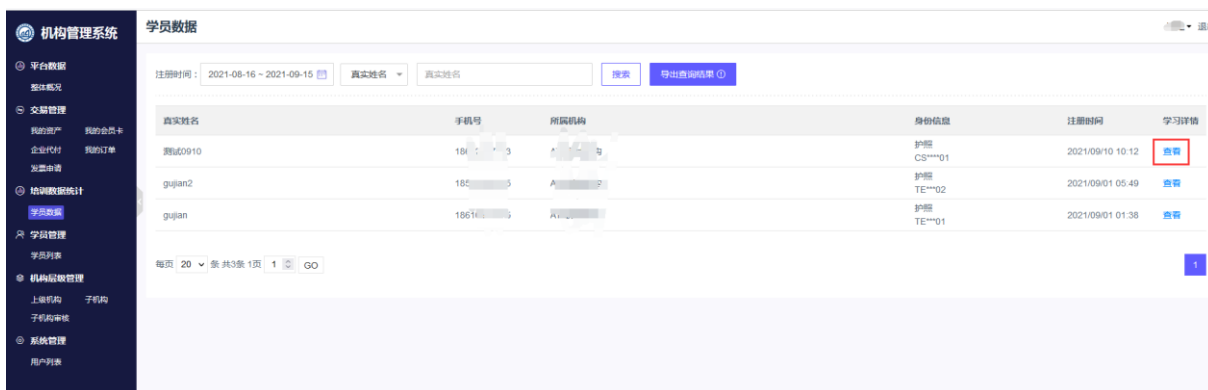 机构管理系统
学员数据
退
平台数据
整体概况
交易管理
我的资产 我的会员卡
企业代付 我的订单
发票申请
培训数据统计
学员数据
学员管理
学员列表
机构层级管理
上级机构 子机构
子机构审核
系统管理
用户列表
注册时间： 2021-08-16 ~ 2021-09-15 真实姓名 真实姓名 搜索 导出查询结果
真实姓名 手机号 所属机构 身份信息 注册时间 学习详情
测试0910 护照 2021/09/10 10:12 查看
CS****01
gujian2 185 护照 2021/09/01 05:49 查看
TE***02
gujian 护照 2021/09/01 01:38 查看
TE***01
每页 20 条 共3条 1页 1 GO
1